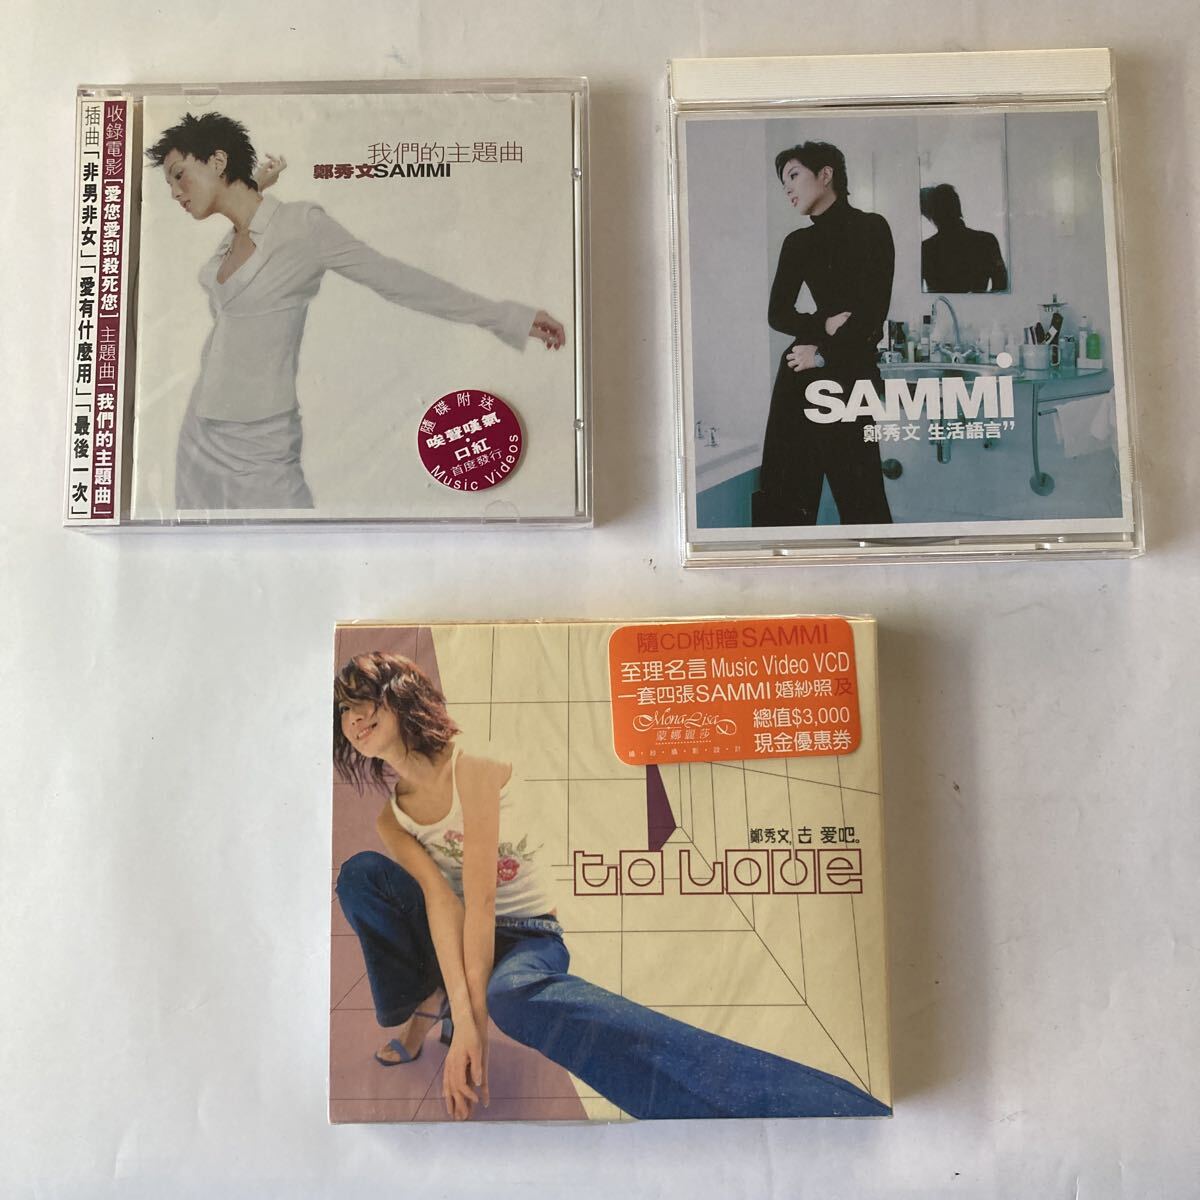 收錄電影[愛您愛到殺死您] 主題曲「我們的主題曲」
插曲「非男非女」「愛有什麼用」「最後一次」
我們的主題曲
鄭秀文SAMMI
隨碟附送
唉聲嘆氣・
口紅
首度發行
Music Videos
SAMMi
鄭秀文 生活語言”
隨CD附贈SAMMI
至理名言 Music Video VCD
一套四張SAMMI 婚紗照及
Mona Lisa
蒙娜麗莎
總值$3,000
現金優惠券
鄭秀文, 去 愛吧。
to Love